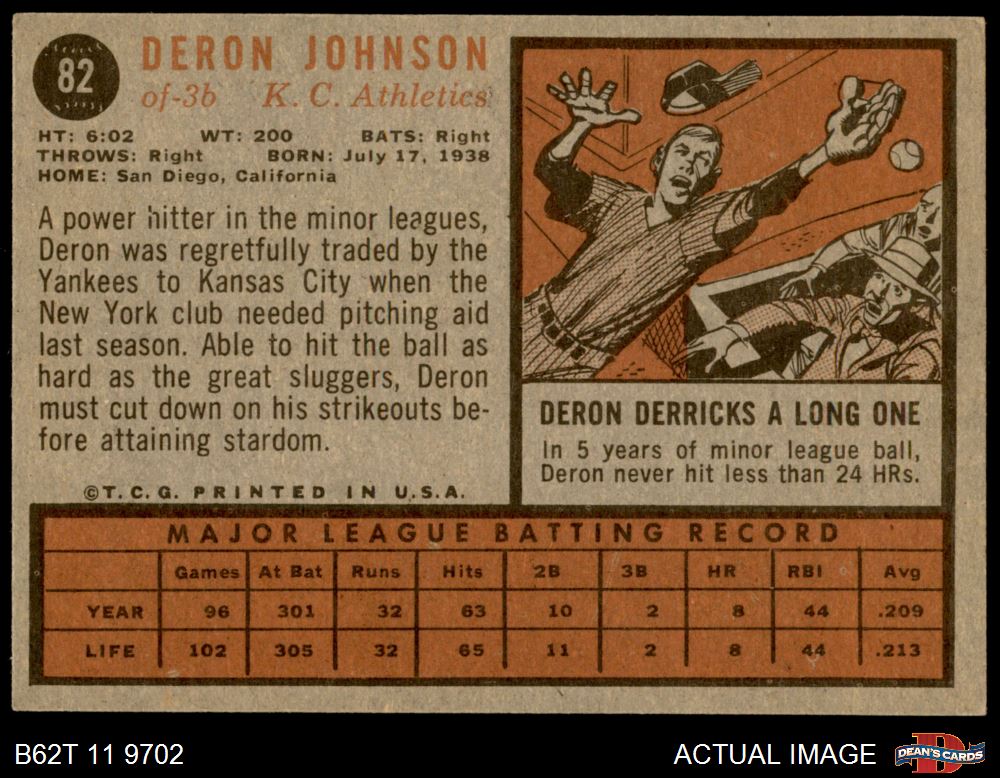 82
DERON JOHNSON
of-3b K. C. Athletics
HT: 6:02 WT: 200 BATS: Right
THROWS: Right BORN: July 17, 1938
HOME: San Diego, California
A power hitter in the minor leagues,
Deron was regretfully traded by the
Yankees to Kansas City when the
New York club needed pitching aid
last season. Able to hit the ball as
hard as the great sluggers, Deron
must cut down on his strikeouts be-
fore attaining stardom.
©T.C.G. PRINTED IN U.S.A.
DERON DERRICKS A LONG ONE
In 5 years of minor league ball,
Deron never hit less than 24 HRs.
MAJOR LEAGUE BATTING RECORD
Games At Bat Runs Hits 2B 3B HR RBI Avg
YEAR 96 301 32 63 10 2 8 44 .209
LIFE 102 305 32 65 11 2 8 44 .213
B62T 11 9702 ACTUAL IMAGE DEAN'S CARDS